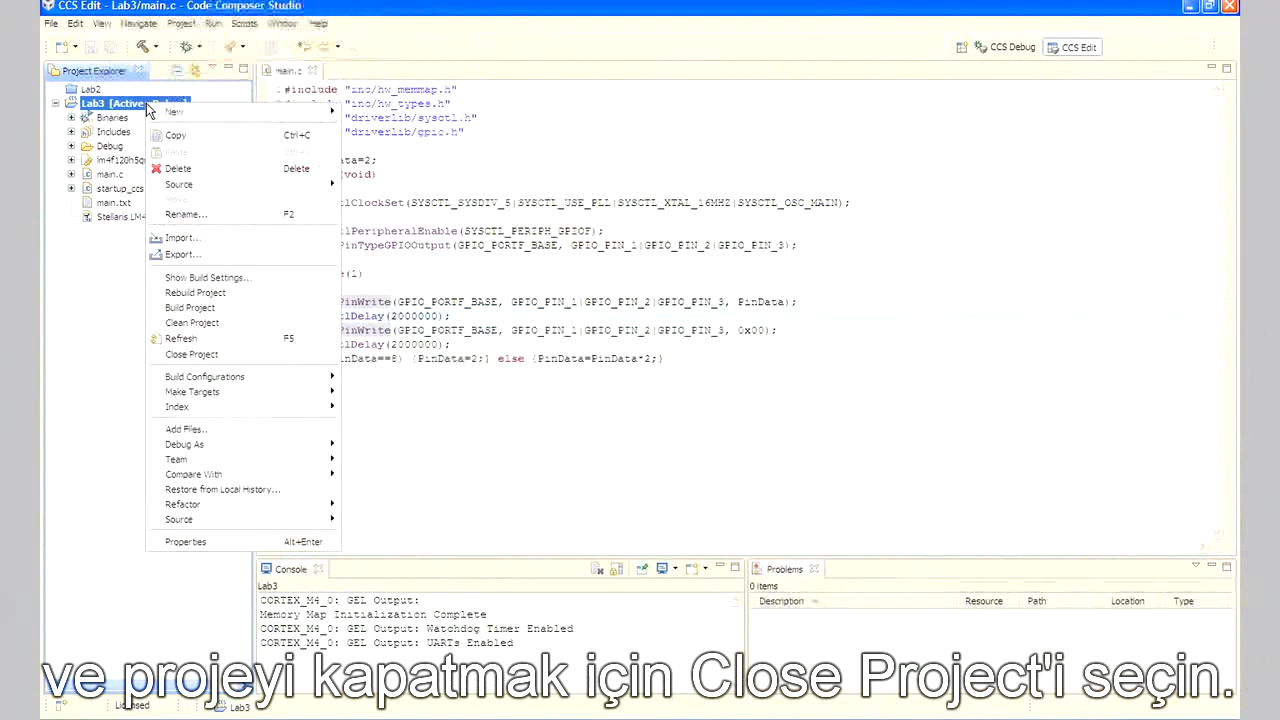 CCS Edit - Lab3/main.c - Code Composer Studio
File Edit View Navigate Project Run Scripts Window Help
CCS Debug CCS Edit
Project Explorer
main.c
Lab2
Lab3 [Active
Binaries
Includes
Debug
lm4f120h5q
main.c
startup_ccs
main.txt
Stellaris LM4
New
Copy Ctrl+C
Delete Delete
Source
Rename... F2
Import...
Export...
Show Build Settings...
Rebuild Project
Build Project
Clean Project
Refresh F5
Close Project
Build Configurations
Make Targets
Index
Add Files...
Debug As
Team
Compare With
Restore from Local History...
Refactor
Source
Properties Alt+Enter
#include "inc/hw_memmap.h"
"inc/hw_types.h"
"driverlib/sysctl.h"
"driverlib/gpio.h"
ata=2;
(void)
lClockSet(SYSCTL_SYSDIV_5|SYSCTL_USE_PLL|SYSCTL_XTAL_16MHZ|SYSCTL_OSC_MAIN);
lPeripheralEnable(SYSCTL_PERIPH_GPIOF);
PinTypeGPIOOutput(GPIO_PORTF_BASE, GPIO_PIN_1|GPIO_PIN_2|GPIO_PIN_3);
e(1)
PinWrite(GPIO_PORTF_BASE, GPIO_PIN_1|GPIO_PIN_2|GPIO_PIN_3, PinData);
lDelay(2000000);
PinWrite(GPIO_PORTF_BASE, GPIO_PIN_1|GPIO_PIN_2|GPIO_PIN_3, 0x00);
lDelay(2000000);
inData==8) {PinData=2;} else {PinData=PinData*2;}
Console
Lab3
CORTEX_M4_0: GEL Output:
Memory Map Initialization Complete
CORTEX_M4_0: GEL Output: Watchdog Timer Enabled
CORTEX_M4_0: GEL Output: UARTs Enabled
Problems
0 items
Description Resource Path Location Type
ve projeyi kapatmak için Close Project'i seçin.
Licensed Lab3